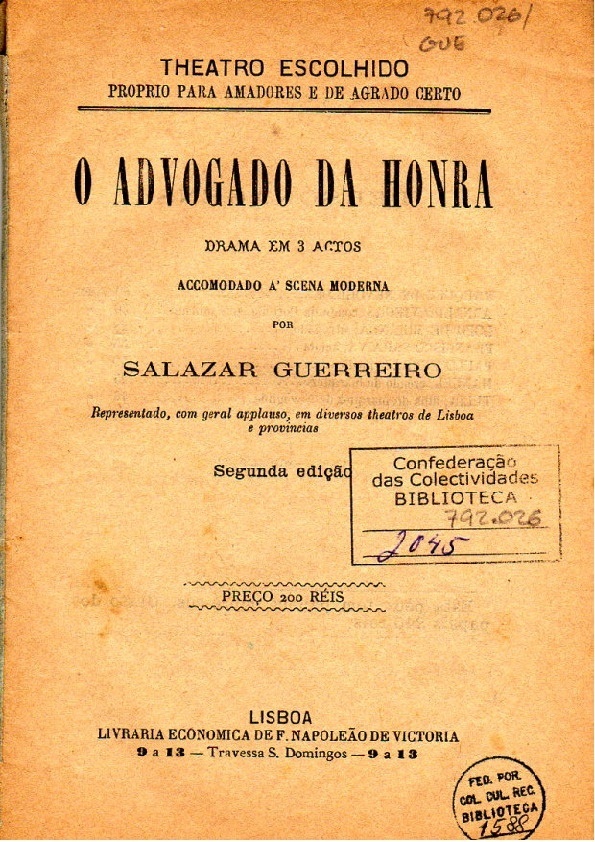 792.026/
GUE
THEATRO ESCOLHIDO
PROPRIO PARA AMADORES E DE AGRADO CERTO
O ADVOGADO DA HONRA
DRAMA EM 3 ACTOS
ACCOMODADO A' SCENA MODERNA
POR
SALAZAR GUERREIRO
Representado, com geral applauso, em diversos theatros de Lisboa
e provincias
Segunda edição
Confederação
das Colectividades
BIBLIOTECA
792.026
2045
PREÇO 200 RÉIS
LISBOA
LIVRARIA ECONOMICA DE F. NAPOLEÃO DE VICTORIA
9 a 13 — Travessa S. Domingos — 9 a 13
FED. POR.
COL. CUL. REC.
BIBLIOTECA
1588